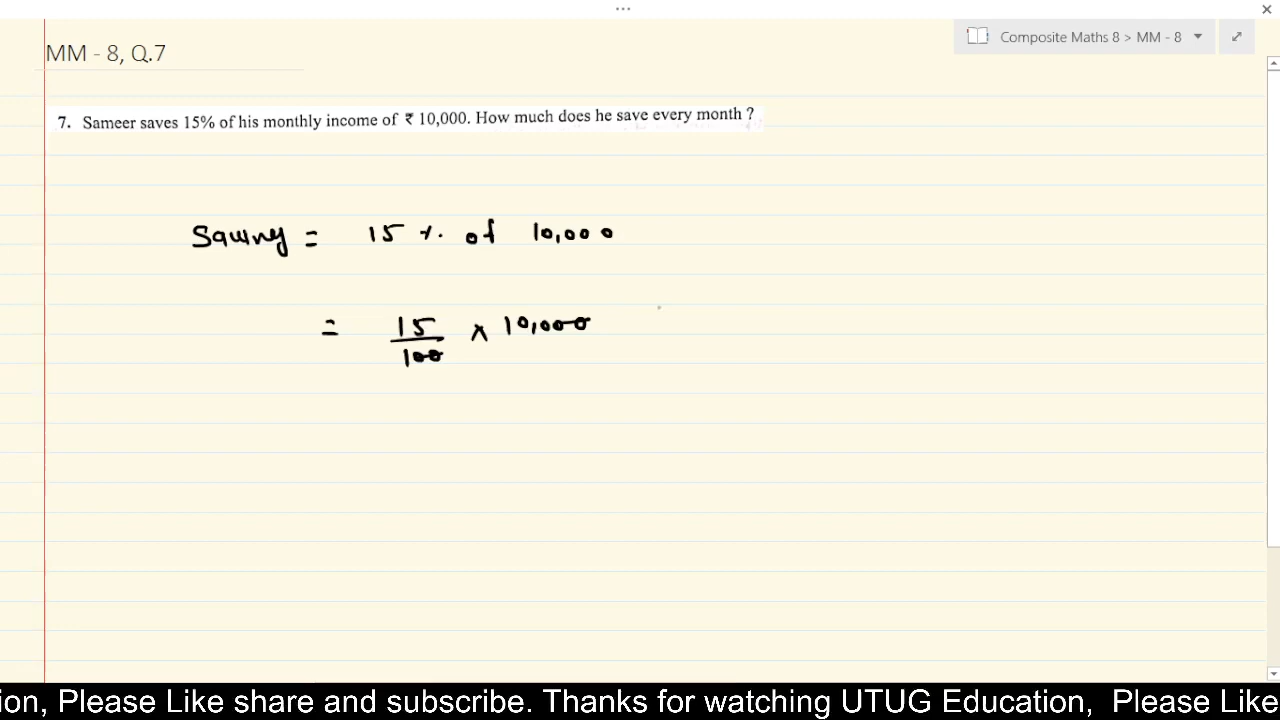 Composite Maths 8 > MM - 8
MM - 8, Q.7
7. Sameer saves 15% of his monthly income of ₹ 10,000. How much does he save every month ?
Saving = 15 % of 10,000
= 15/100 × 10,000
ion, Please Like share and subscribe. Thanks for watching UTUG Education, Please Like